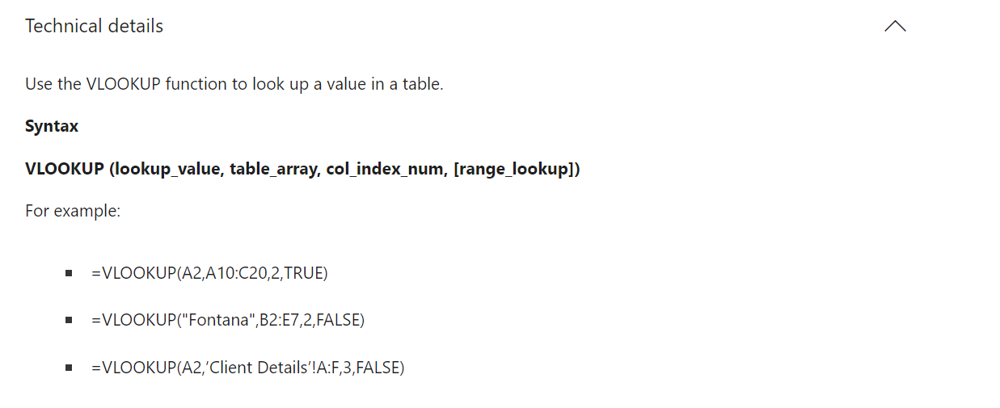 Technical details
Use the VLOOKUP function to look up a value in a table.
Syntax
VLOOKUP (lookup_value, table_array, col_index_num, [range_lookup])
For example:
=VLOOKUP(A2,A10:C20,2,TRUE)
=VLOOKUP("Fontana",B2:E7,2,FALSE)
=VLOOKUP(A2,’Client Details’!A:F,3,FALSE)